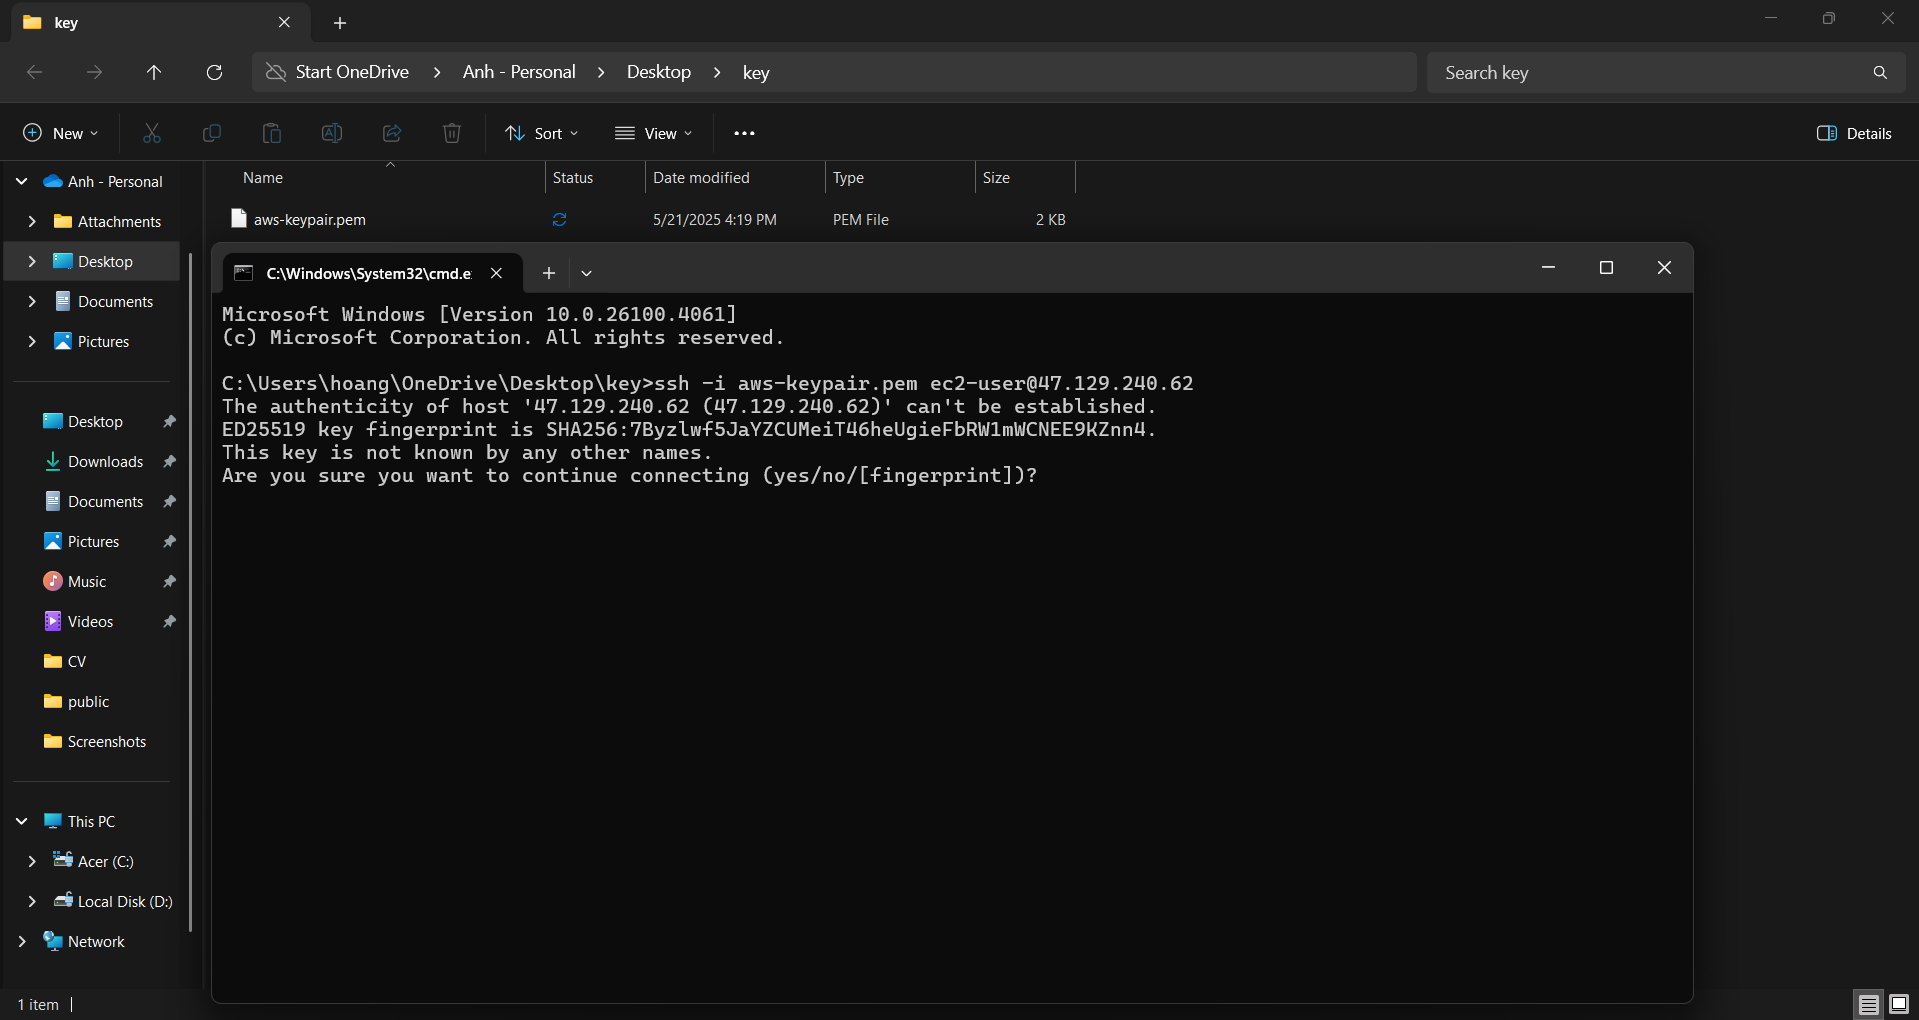 key
Start OneDrive > Anh - Personal > Desktop > key
Search key
New
Sort
View
Details
Anh - Personal
Attachments
Desktop
Documents
Pictures
Desktop
Downloads
Documents
Pictures
Music
Videos
CV
public
Screenshots
This PC
Acer (C:)
Local Disk (D:)
Network
Name Status Date modified Type Size
aws-keypair.pem 5/21/2025 4:19 PM PEM File 2 KB
C:\Windows\System32\cmd.e
Microsoft Windows [Version 10.0.26100.4061]
(c) Microsoft Corporation. All rights reserved.
C:\Users\hoang\OneDrive\Desktop\key>ssh -i aws-keypair.pem ec2-user@47.129.240.62
The authenticity of host '47.129.240.62 (47.129.240.62)' can't be established.
ED25519 key fingerprint is SHA256:7Byzlwf5JaYZCUMeiT46heUgieFbRW1mWCNEE9KZnn4.
This key is not known by any other names.
Are you sure you want to continue connecting (yes/no/[fingerprint])?
1 item